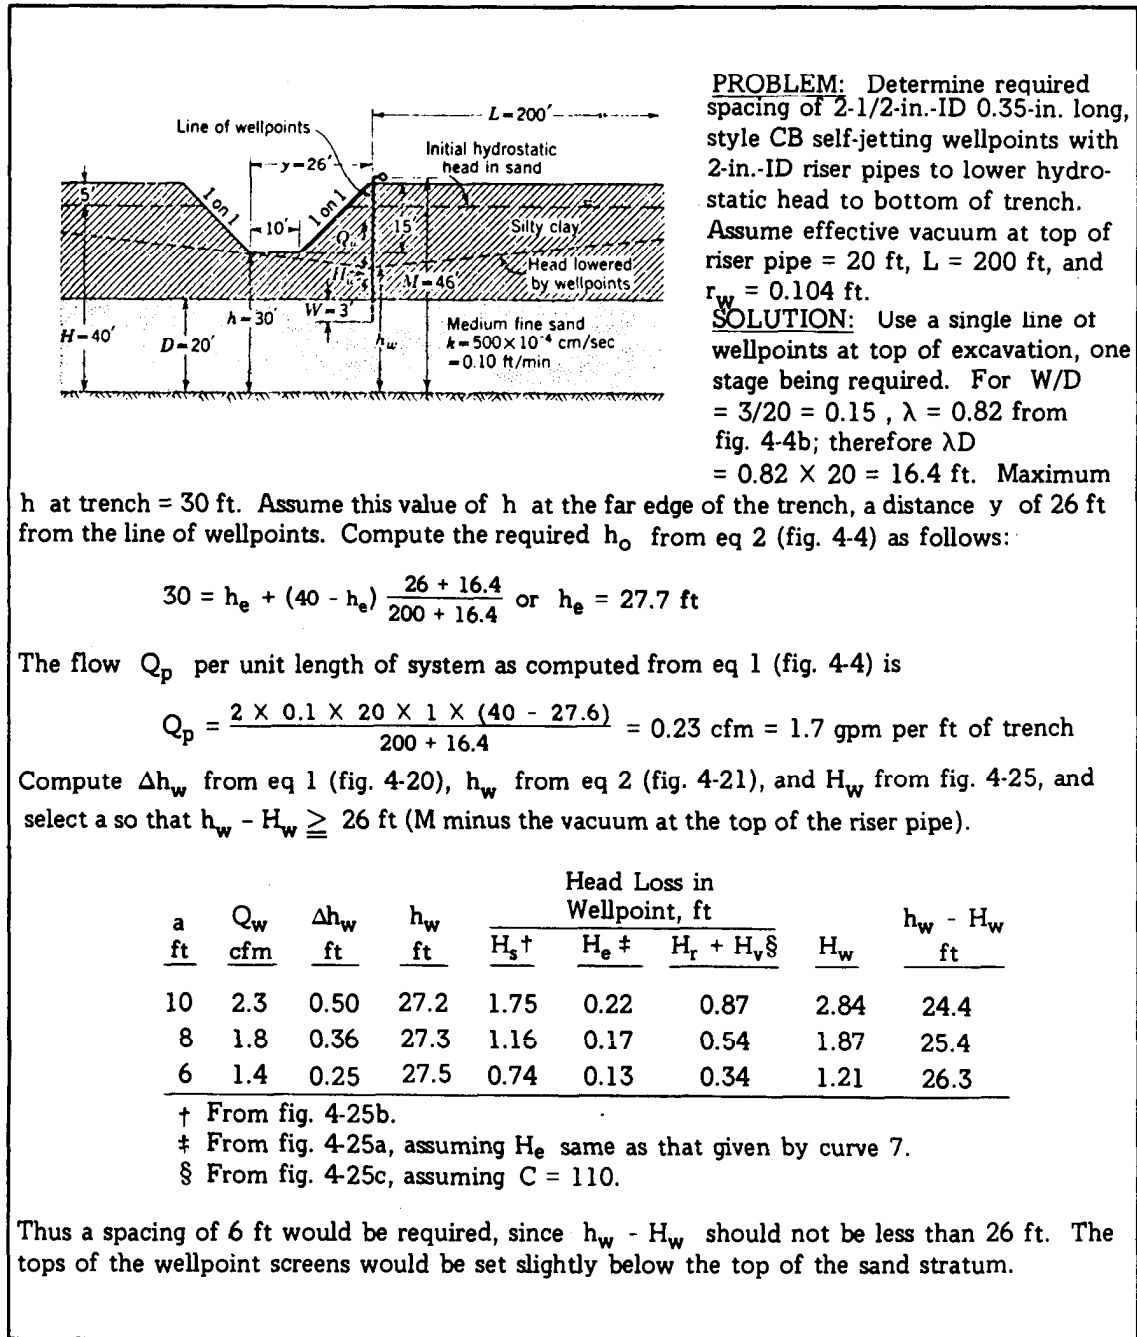 L=200'
Line of wellpoints
y=26'
Initial hydrostatic
head in sand
5'
1 on 1
10'
1 on 1
15'
Silty clay
M=46'
Head lowered
by wellpoints
h=30'
W=3'
H=40'
D=20'
h_w
Medium fine sand
k=500×10⁻⁴ cm/sec
=0.10 ft/min
PROBLEM: Determine required
spacing of 2-1/2-in.-ID 0.35-in. long,
style CB self-jetting wellpoints with
2-in.-ID riser pipes to lower hydro-
static head to bottom of trench.
Assume effective vacuum at top of
riser pipe = 20 ft, L = 200 ft, and
r_w = 0.104 ft.
SOLUTION: Use a single line of
wellpoints at top of excavation, one
stage being required. For W/D
= 3/20 = 0.15 , λ = 0.82 from
fig. 4-4b; therefore λD
= 0.82 X 20 = 16.4 ft. Maximum
h at trench = 30 ft. Assume this value of h at the far edge of the trench, a distance y of 26 ft
from the line of wellpoints. Compute the required h_o from eq 2 (fig. 4-4) as follows:
30 = h_e + (40 - h_e) (26 + 16.4)/(200 + 16.4) or h_e = 27.7 ft
The flow Q_p per unit length of system as computed from eq 1 (fig. 4-4) is
Q_p = (2 X 0.1 X 20 X 1 X (40 - 27.6))/(200 + 16.4) = 0.23 cfm = 1.7 gpm per ft of trench
Compute Δh_w from eq 1 (fig. 4-20), h_w from eq 2 (fig. 4-21), and H_w from fig. 4-25, and
select a so that h_w - H_w ≧ 26 ft (M minus the vacuum at the top of the riser pipe).
Head Loss in
Wellpoint, ft
a ft Q_w cfm Δh_w ft h_w ft H_s† H_e‡ H_r + H_v§ H_w h_w - H_w ft
10 2.3 0.50 27.2 1.75 0.22 0.87 2.84 24.4
8 1.8 0.36 27.3 1.16 0.17 0.54 1.87 25.4
6 1.4 0.25 27.5 0.74 0.13 0.34 1.21 26.3
† From fig. 4-25b.
‡ From fig. 4-25a, assuming H_e same as that given by curve 7.
§ From fig. 4-25c, assuming C = 110.
Thus a spacing of 6 ft would be required, since h_w - H_w should not be less than 26 ft. The
tops of the wellpoint screens would be set slightly below the top of the sand stratum.